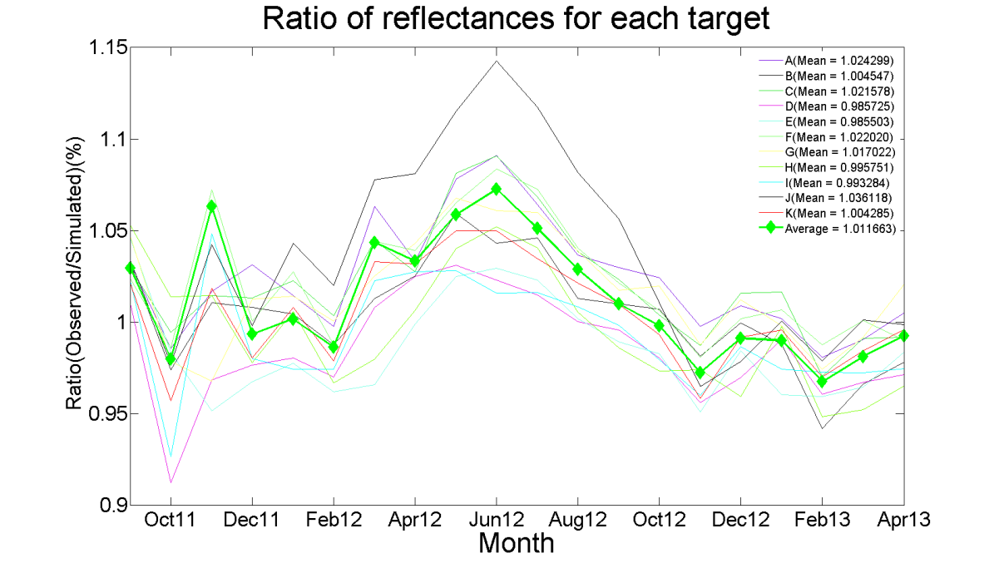 Ratio of reflectances for each target
1.15
1.1
1.05
1
0.95
0.9
Ratio(Observed/Simulated)(%)
A(Mean = 1.024299)
B(Mean = 1.004547)
C(Mean = 1.021578)
D(Mean = 0.985725)
E(Mean = 0.985503)
F(Mean = 1.022020)
G(Mean = 1.017022)
H(Mean = 0.995751)
I(Mean = 0.993284)
J(Mean = 1.036118)
K(Mean = 1.004285)
Average = 1.011663)
Oct11 Dec11 Feb12 Apr12 Jun12 Aug12 Oct12 Dec12 Feb13 Apr13
Month